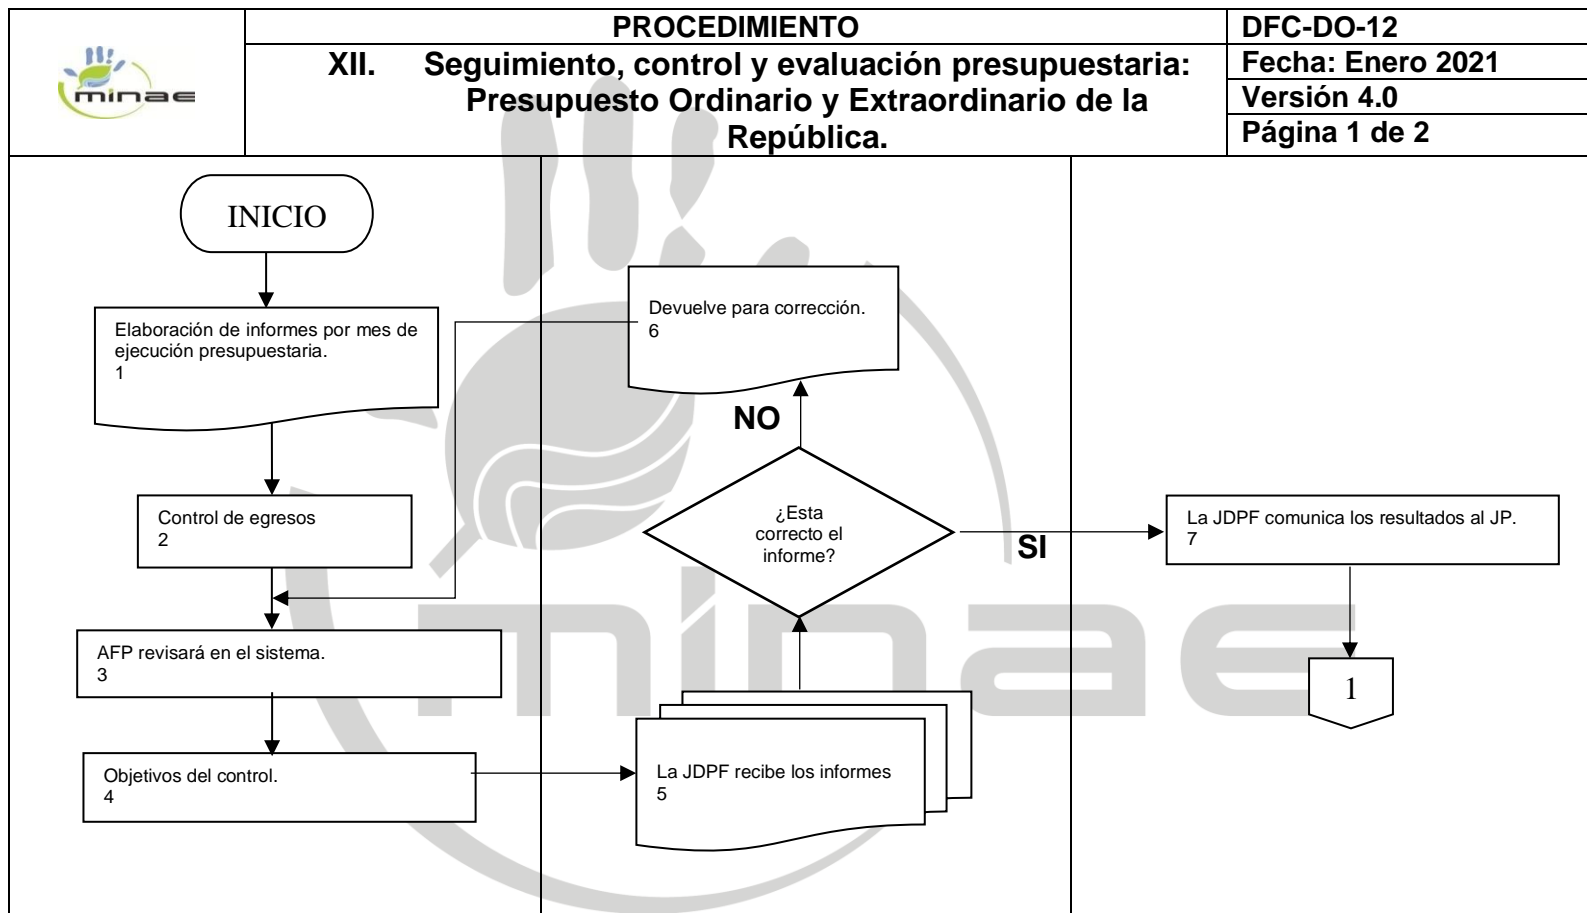 minae
PROCEDIMIENTO
XII. Seguimiento, control y evaluación presupuestaria:
Presupuesto Ordinario y Extraordinario de la
República.
DFC-DO-12
Fecha: Enero 2021
Versión 4.0
Página 1 de 2
INICIO
Elaboración de informes por mes de
ejecución presupuestaria.
1
Control de egresos
2
AFP revisará en el sistema.
3
Objetivos del control.
4
Devuelve para corrección.
6
NO
¿Esta
correcto el
informe?
SI
La JDPF recibe los informes
5
La JDPF comunica los resultados al JP.
7
1
minae